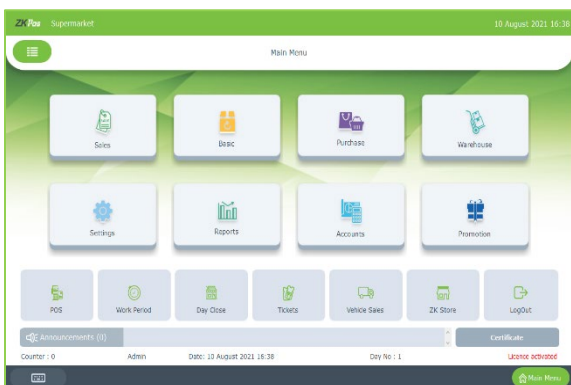 ZKPos Supermarket 10 August 2021 16:38
Main Menu
Sales Basic Purchase Warehouse
Settings Reports Accounts Promotion
POS Work Period Day Close Tickets Vehicle Sales ZK Store LogOut
Announcements (0) Certificate
Counter : 0 Admin Date: 10 August 2021 16:38 Day No : 1 Licence activated
Main Menu